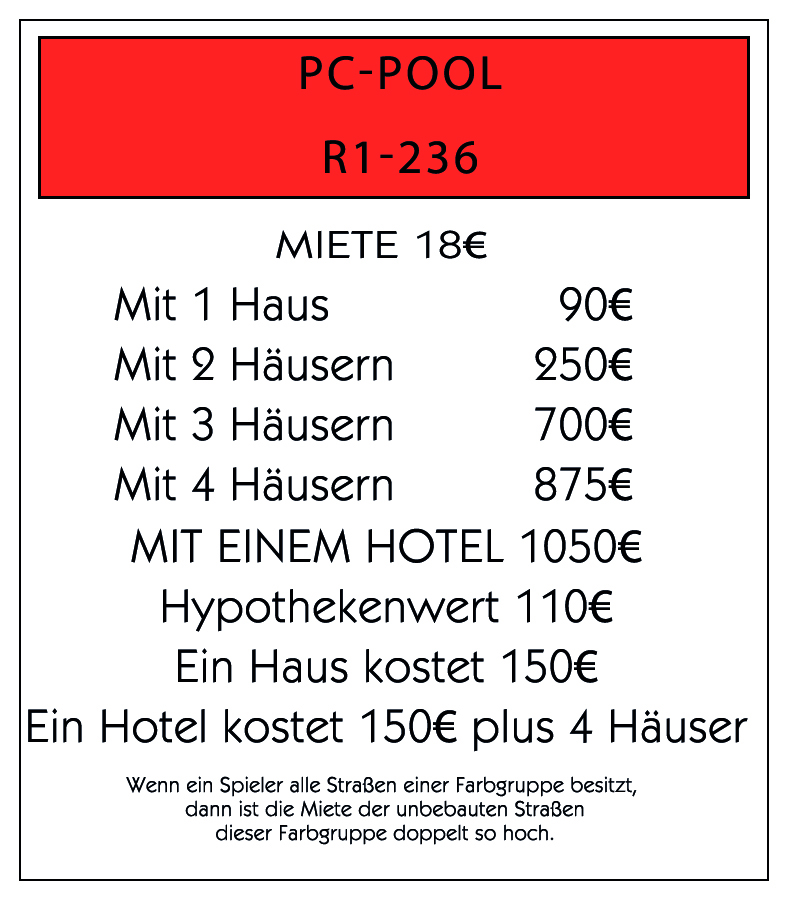 PC-POOL
R1-236
MIETE 18€
Mit 1 Haus 90€
Mit 2 Häusern 250€
Mit 3 Häusern 700€
Mit 4 Häusern 875€
MIT EINEM HOTEL 1050€
Hypothekenwert 110€
Ein Haus kostet 150€
Ein Hotel kostet 150€ plus 4 Häuser
Wenn ein Spieler alle Straßen einer Farbgruppe besitzt,
dann ist die Miete der unbebauten Straßen
dieser Farbgruppe doppelt so hoch.